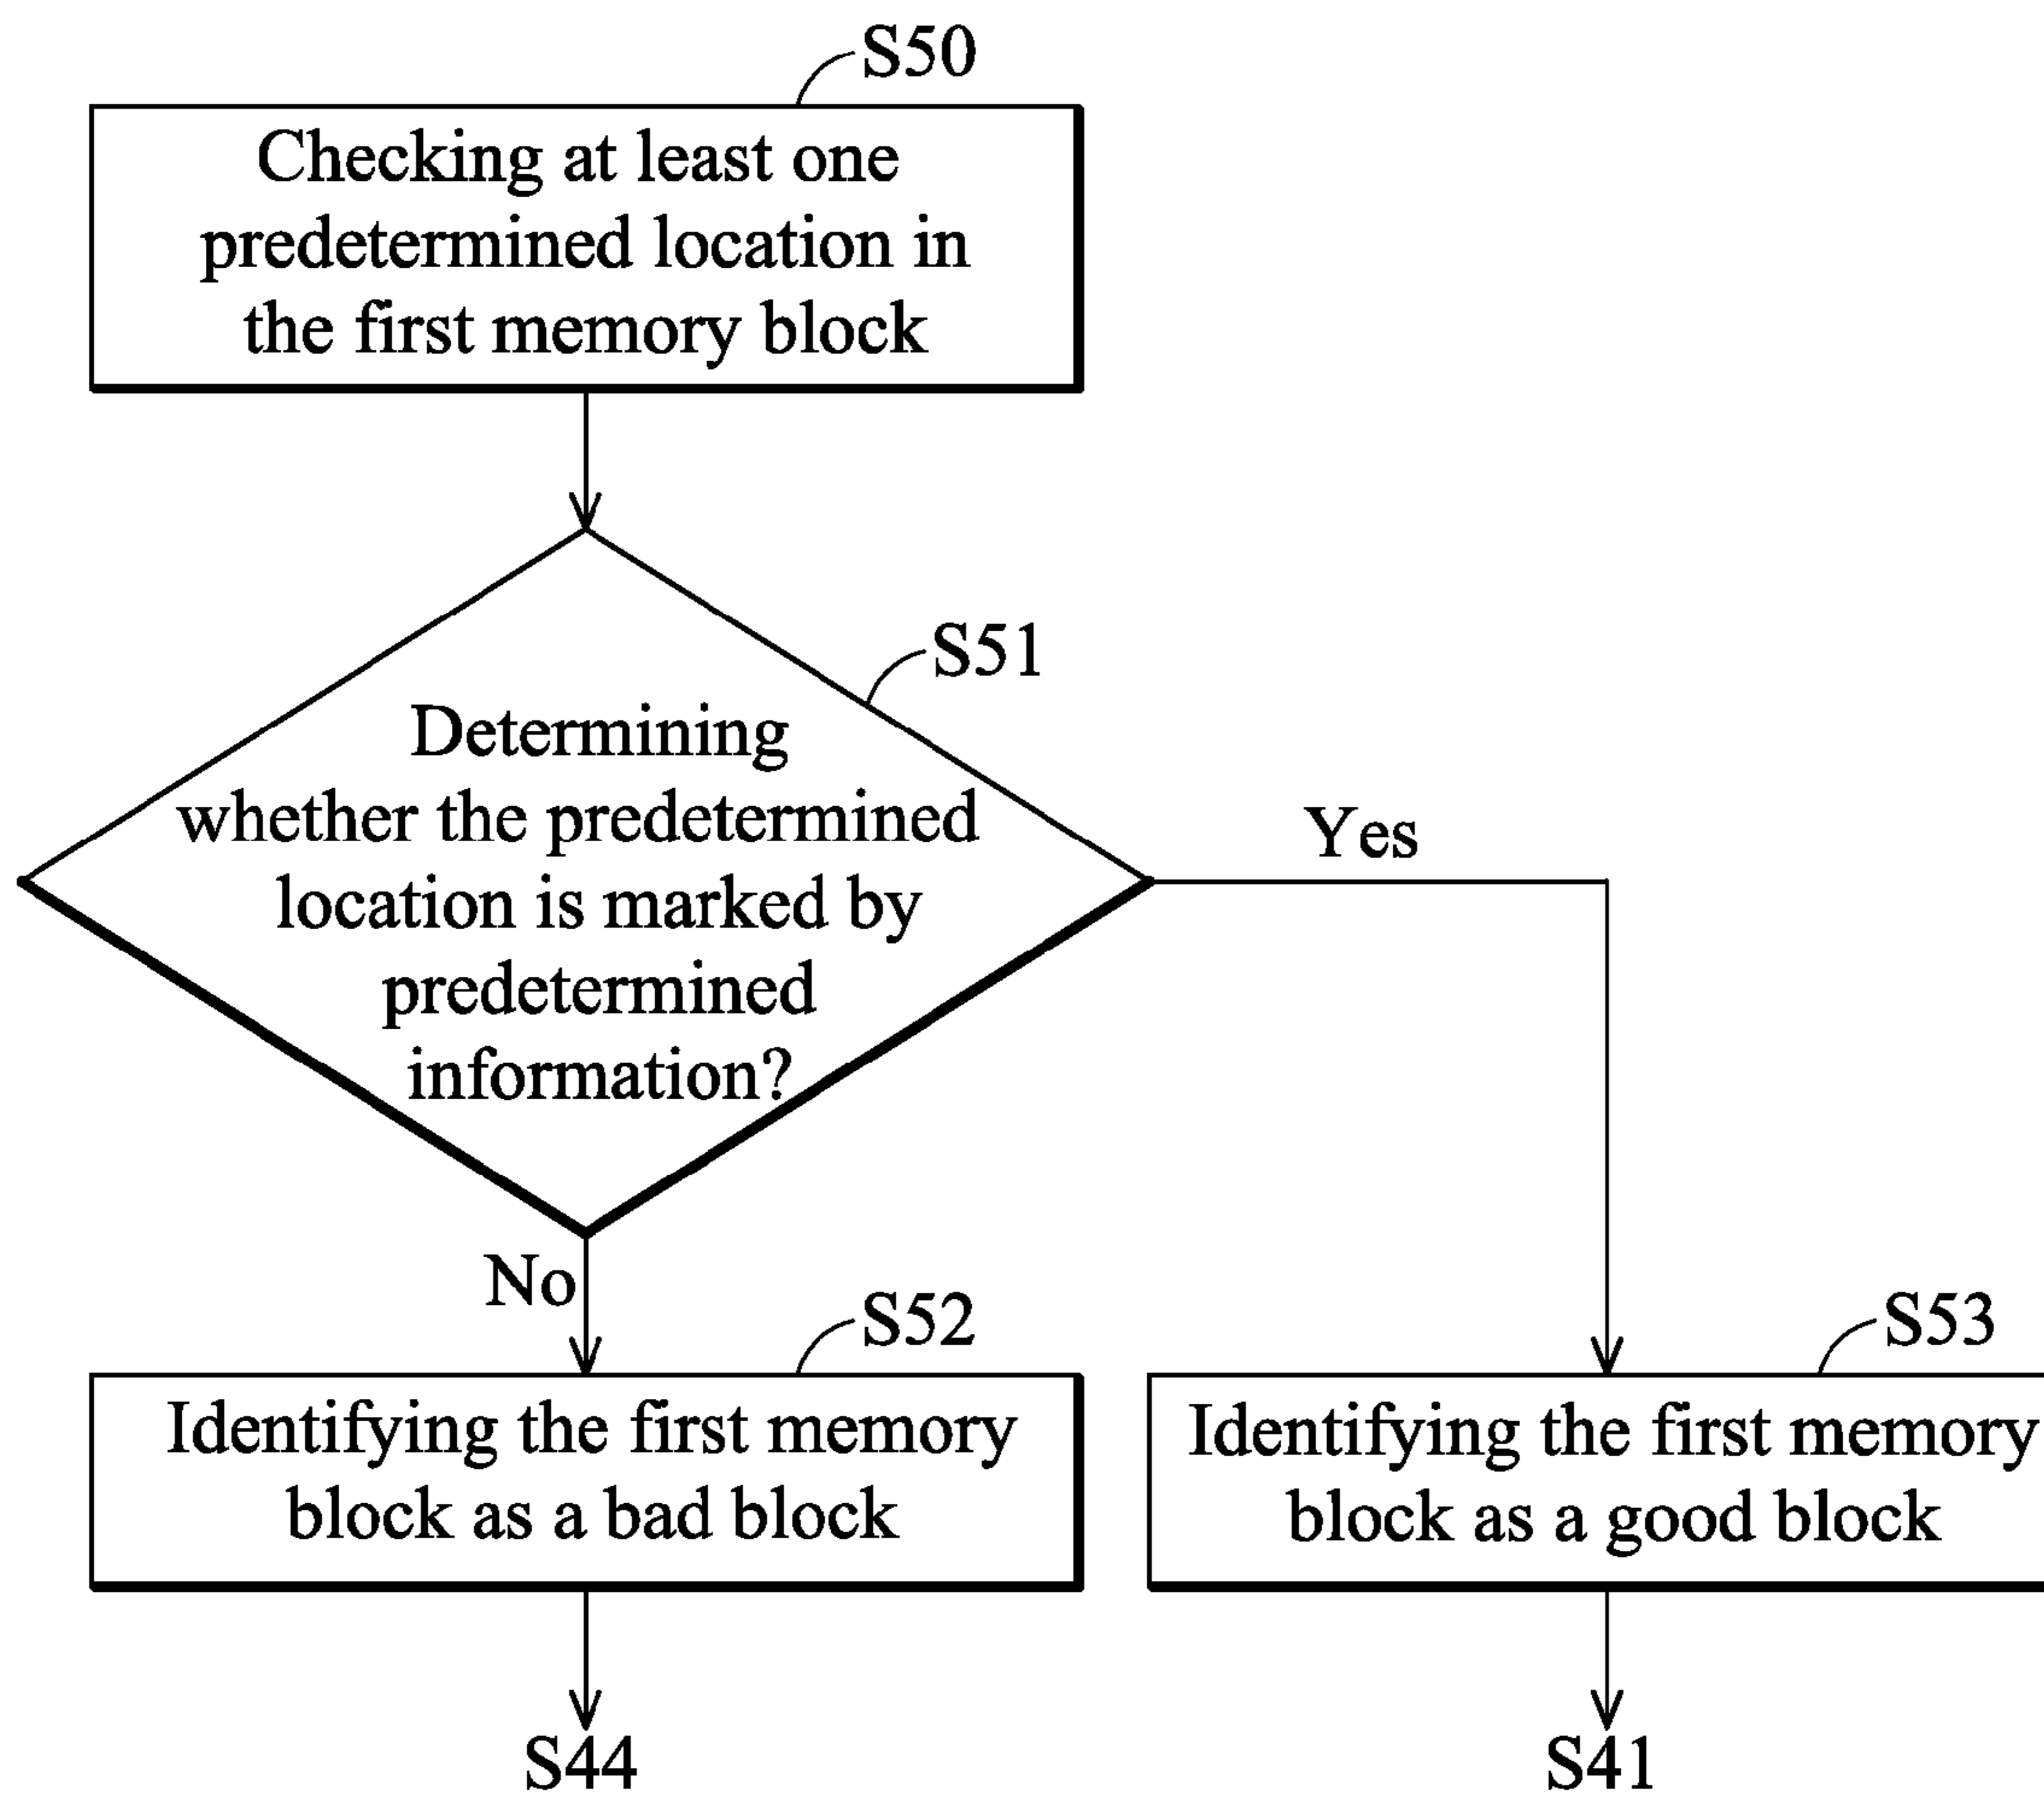 S50
Checking at least one
predetermined location in
the first memory block
S51
Determining
whether the predetermined
location is marked by
predetermined
information?
Yes
No
S52
Identifying the first memory
block as a bad block
S53
Identifying the first memory
block as a good block
S44
S41